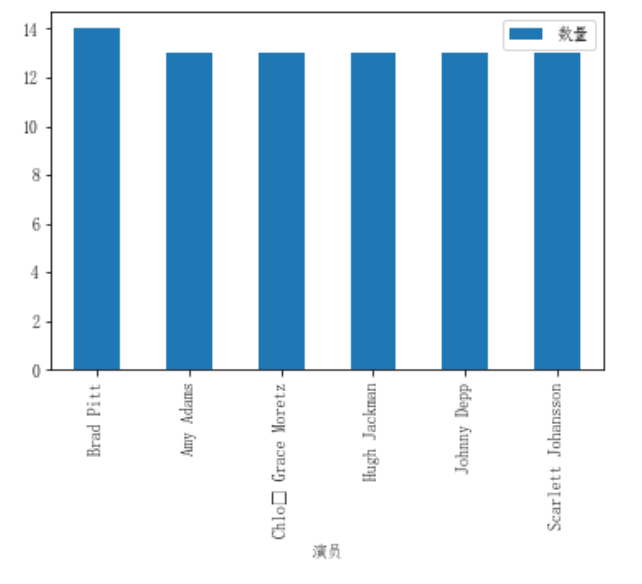 14
数量
12
10
8
6
4
2
0
Brad Pitt
Amy Adams
Chlo□ Grace Moretz
Hugh Jackman
Johnny Depp
Scarlett Johansson
演员